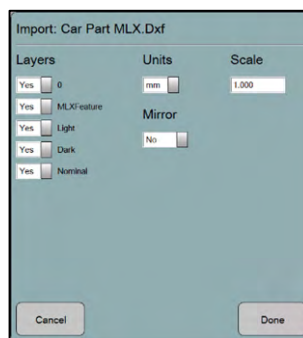 Import: Car Part MLX.Dxf
Layers
Yes 0
Yes MLXFeature
Yes Light
Yes Dark
Yes Nominal
Units
mm
Mirror
No
Scale
1.000
Cancel
Done